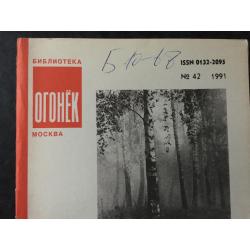 БИБЛИОТЕКА
ОГОНЁК
МОСКВА
ISSN 0132-2095
№ 42 1991